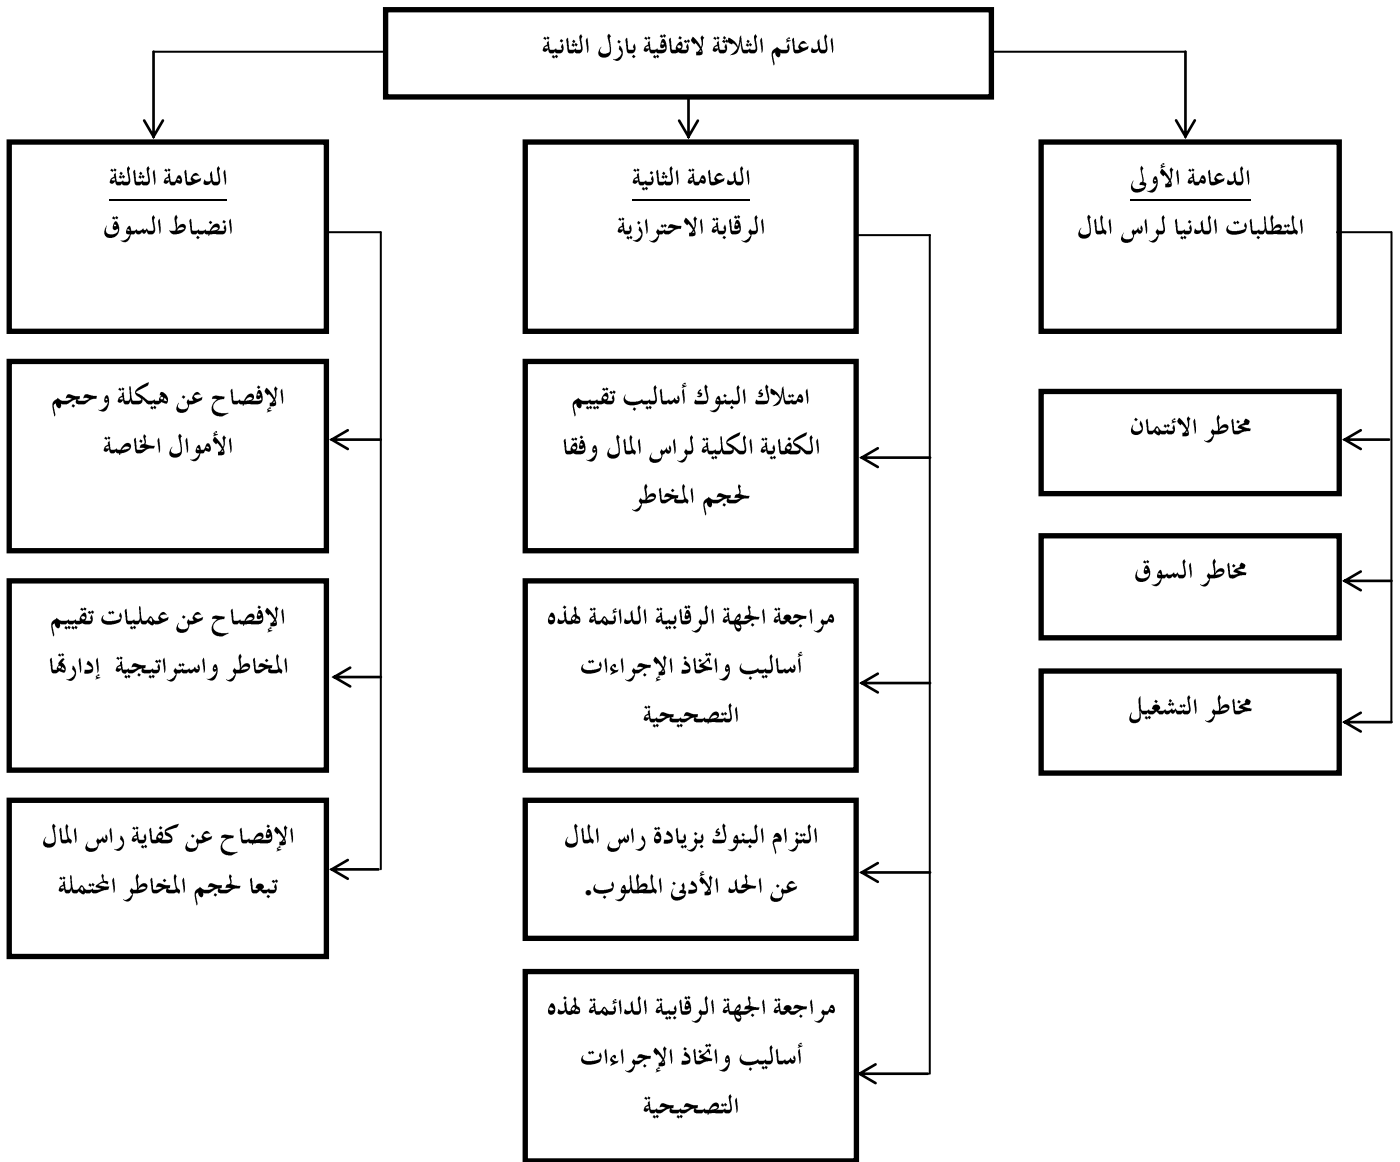 الدعائم الثلاثة لاتفاقية بازل الثانية
الدعامة الأولى
المتطلبات الدنيا لراس المال
مخاطر الائتمان
مخاطر السوق
مخاطر التشغيل
الدعامة الثانية
الرقابة الاحترازية
امتلاك البنوك أساليب تقييم
الكفاية الكلية لراس المال وفقا
لحجم المخاطر
مراجعة الجهة الرقابية الدائمة لهذه
أساليب واتخاذ الإجراءات
التصحيحية
التزام البنوك بزيادة راس المال
عن الحد الأدنى المطلوب.
مراجعة الجهة الرقابية الدائمة لهذه
أساليب واتخاذ الإجراءات
التصحيحية
الدعامة الثالثة
انضباط السوق
الإفصاح عن هيكلة وحجم
الأموال الخاصة
الإفصاح عن عمليات تقييم
المخاطر واستراتيجية إدارتها
الإفصاح عن كفاية راس المال
تبعا لحجم المخاطر المحتملة